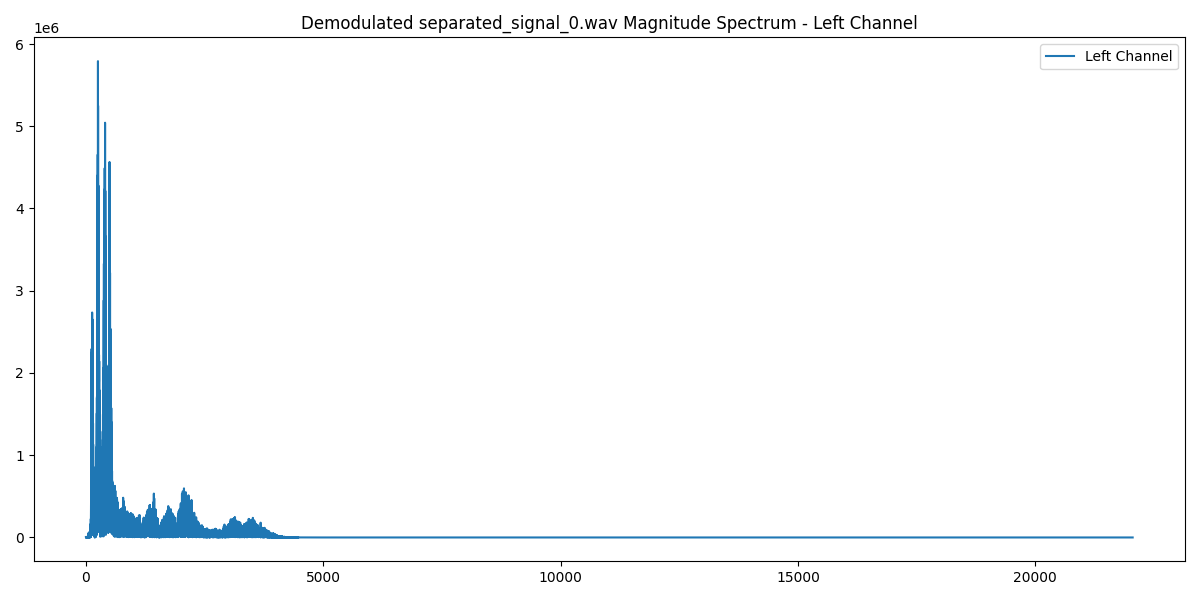 Demodulated separated_signal_0.wav Magnitude Spectrum - Left Channel
1e6
Left Channel
6
5
4
3
2
1
0
0 5000 10000 15000 20000